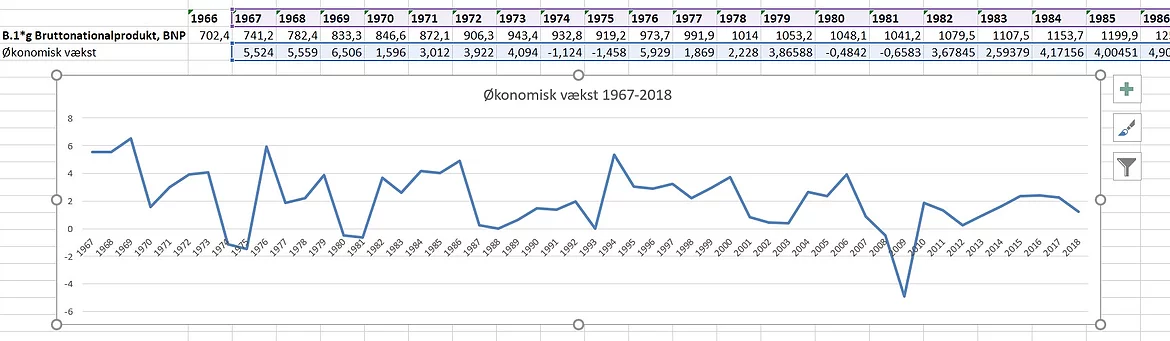 1966 1967 1968 1969 1970 1971 1972 1973 1974 1975 1976 1977 1978 1979 1980 1981 1982 1983 1984 1985 1986
B.1*g Bruttonationalprodukt, BNP 702,4 741,2 782,4 833,3 846,6 872,1 906,3 943,4 932,8 919,2 973,7 991,9 1014 1053,2 1048,1 1041,2 1079,5 1107,5 1153,7 1199,9
Økonomisk vækst 5,524 5,559 6,506 1,596 3,012 3,922 4,094 -1,124 -1,458 5,929 1,869 2,228 3,86588 -0,4842 -0,6583 3,67845 2,59379 4,17156 4,00451 4,90
Økonomisk vækst 1967-2018
8
6
4
2
0
-2
-4
-6
1967 1968 1969 1970 1971 1972 1973 1974 1975 1976 1977 1978 1979 1980 1981 1982 1983 1984 1985 1986 1987 1988 1989 1990 1991 1992 1993 1994 1995 1996 1997 1998 1999 2000 2001 2002 2003 2004 2005 2006 2007 2008 2009 2010 2011 2012 2013 2014 2015 2016 2017 2018